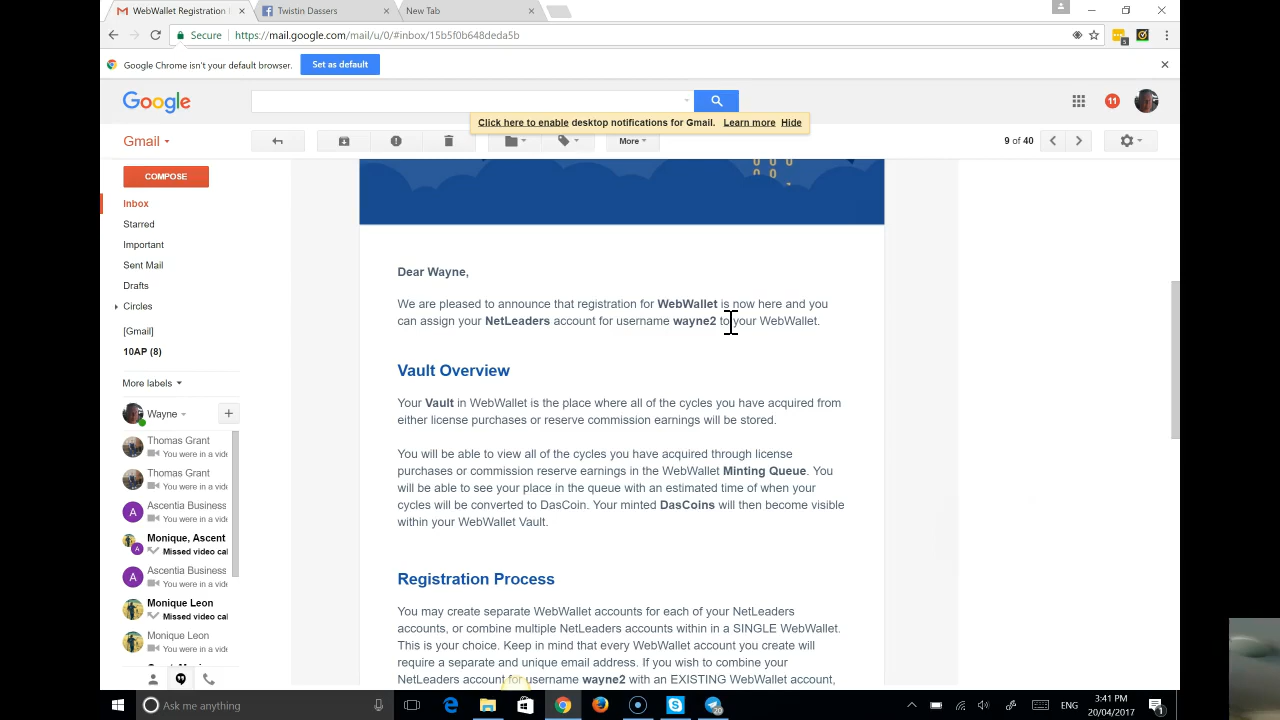 WebWallet Registration
Twistin Dassers
New Tab
Secure
https://mail.google.com/mail/u/0/#inbox/15b5f0b648deda5b
5
Google Chrome isn't your default browser.
Set as default
Google
11
Click here to enable desktop notifications for Gmail. Learn more Hide
Gmail
More
9 of 40
COMPOSE
Inbox
Starred
Important
Sent Mail
Drafts
Circles
[Gmail]
10AP (8)
More labels
Wayne
Thomas Grant
You were in a vide
Thomas Grant
You were in a vide
Ascentia Business
You were in a vide
Monique, Ascent
Missed video cal
Ascentia Business
You were in a vide
Monique Leon
Missed video cal
Monique Leon
You were in a vide
Dear Wayne,
We are pleased to announce that registration for WebWallet is now here and you
can assign your NetLeaders account for username wayne2 to your WebWallet.
Vault Overview
Your Vault in WebWallet is the place where all of the cycles you have acquired from
either license purchases or reserve commission earnings will be stored.
You will be able to view all of the cycles you have acquired through license
purchases or commission reserve earnings in the WebWallet Minting Queue. You
will be able to see your place in the queue with an estimated time of when your
cycles will be converted to DasCoin. Your minted DasCoins will then become visible
within your WebWallet Vault.
Registration Process
You may create separate WebWallet accounts for each of your NetLeaders
accounts, or combine multiple NetLeaders accounts within in a SINGLE WebWallet.
This is your choice. Keep in mind that every WebWallet account you create will
require a separate and unique email address. If you wish to combine your
NetLeaders account for username wayne2 with an EXISTING WebWallet account,
Ask me anything
20
ENG
3:41 PM
20/04/2017
1